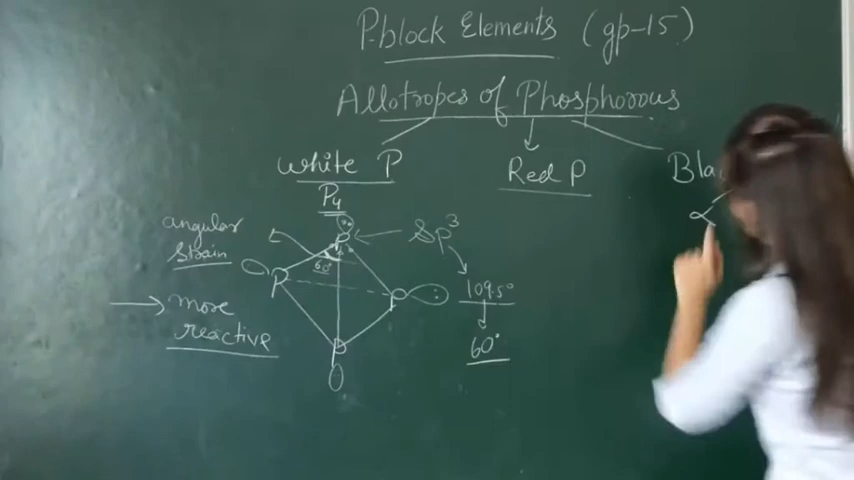 P-block Elements (gp-15)
Allotropes of Phosphorous
white P
Red P
Bla
P4
α
angular
strain
sp³
60°
P
P
P
P
109.5°
60°
more
reactive